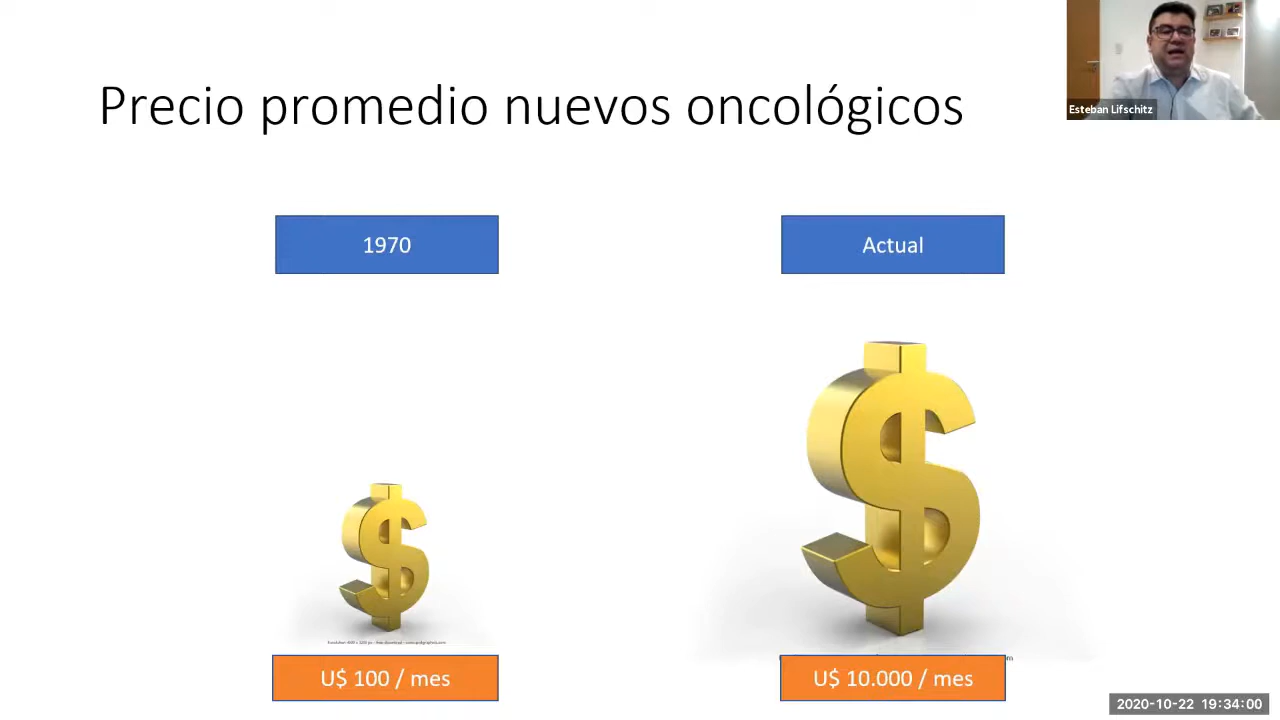 Precio promedio nuevos oncológicos
Esteban Lifschitz
1970
Actual
U$ 100 / mes
U$ 10.000 / mes
2020-10-22 19:34:00